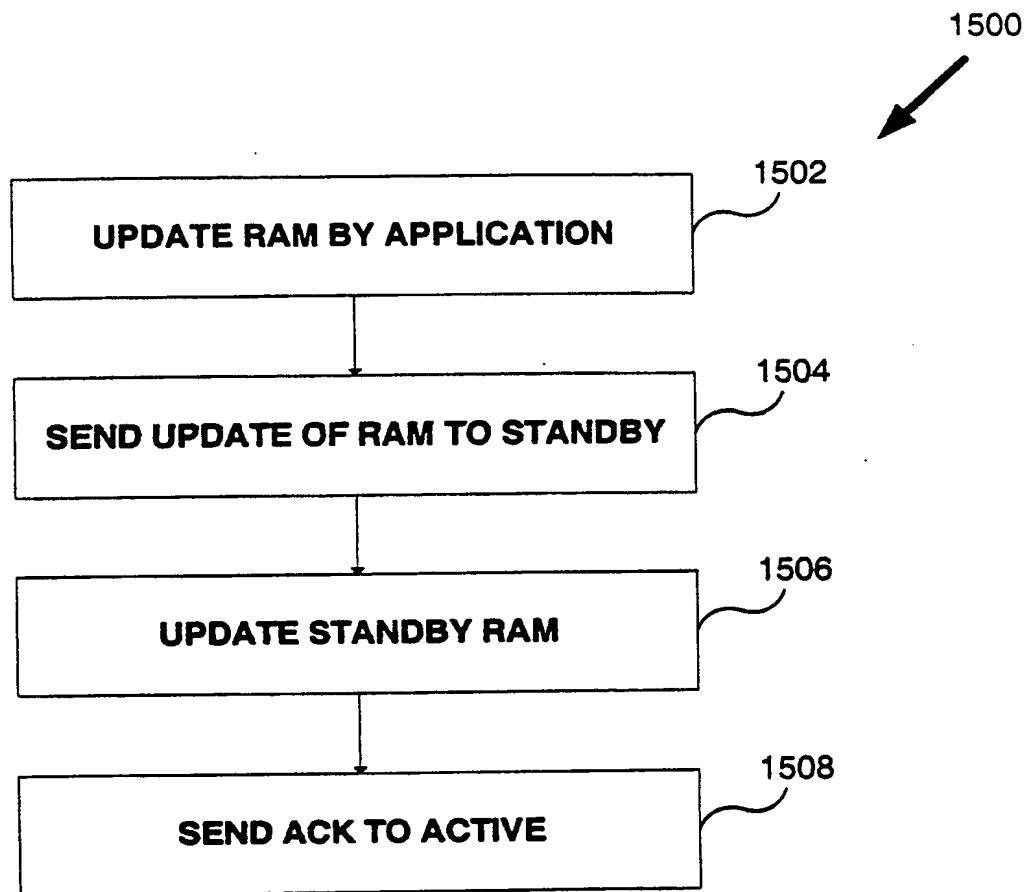 1500
1502
UPDATE RAM BY APPLICATION
1504
SEND UPDATE OF RAM TO STANDBY
1506
UPDATE STANDBY RAM
1508
SEND ACK TO ACTIVE